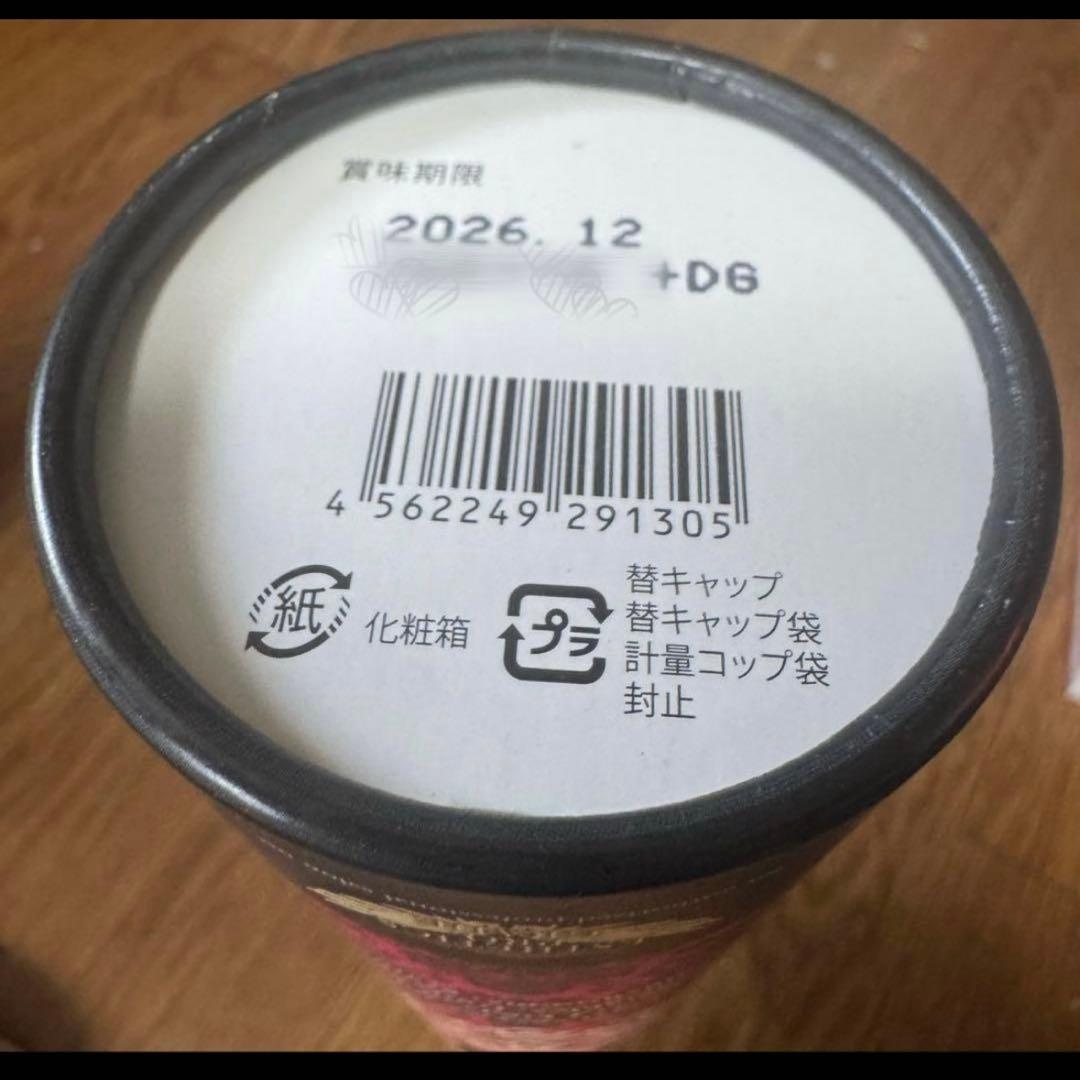 賞味期限
2026. 12
+D6
4 562249 291305
紙 化粧箱
プラ
替キャップ
替キャップ袋
計量コップ袋
封止